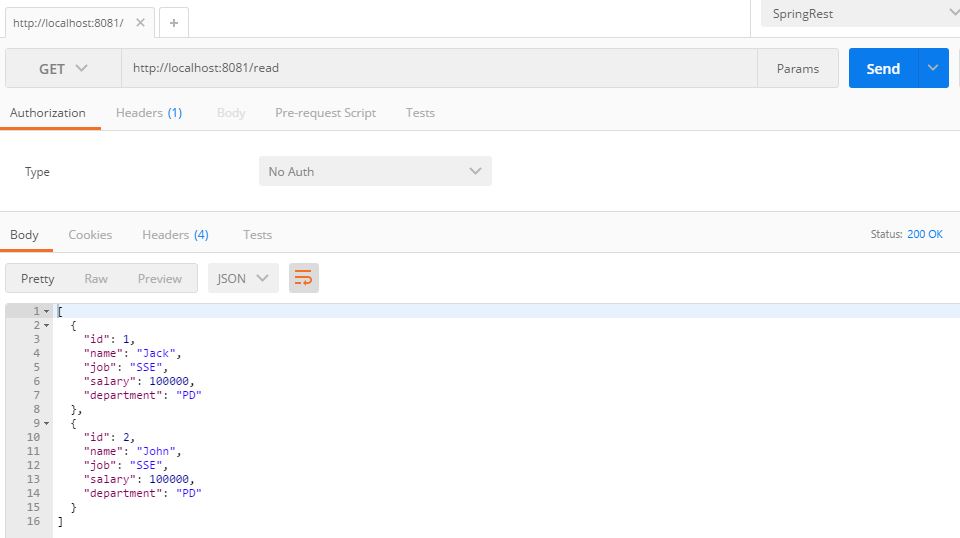 http://localhost:8081/
SpringRest
GET http://localhost:8081/read Params Send
Authorization Headers (1) Body Pre-request Script Tests
Type No Auth
Body Cookies Headers (4) Tests Status: 200 OK
Pretty Raw Preview JSON
1 [
2 {
3 "id": 1,
4 "name": "Jack",
5 "job": "SSE",
6 "salary": 100000,
7 "department": "PD"
8 },
9 {
10 "id": 2,
11 "name": "John",
12 "job": "SSE",
13 "salary": 100000,
14 "department": "PD"
15 }
16 ]